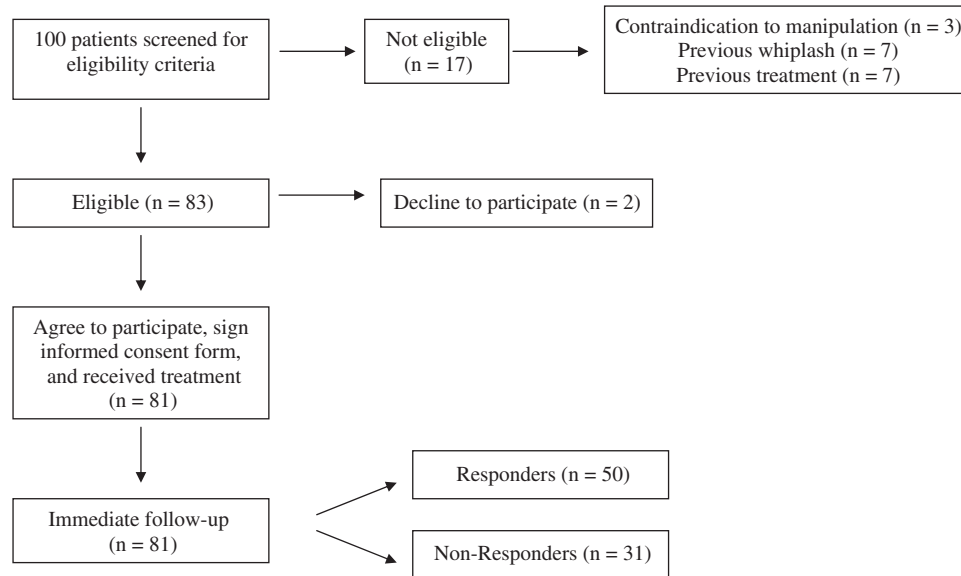 100 patients screened for
eligibility criteria
Not eligible
(n = 17)
Contraindication to manipulation (n = 3)
Previous whiplash (n = 7)
Previous treatment (n = 7)
Eligible (n = 83)
Decline to participate (n = 2)
Agree to participate, sign
informed consent form,
and received treatment
(n = 81)
Immediate follow-up
(n = 81)
Responders (n = 50)
Non-Responders (n = 31)